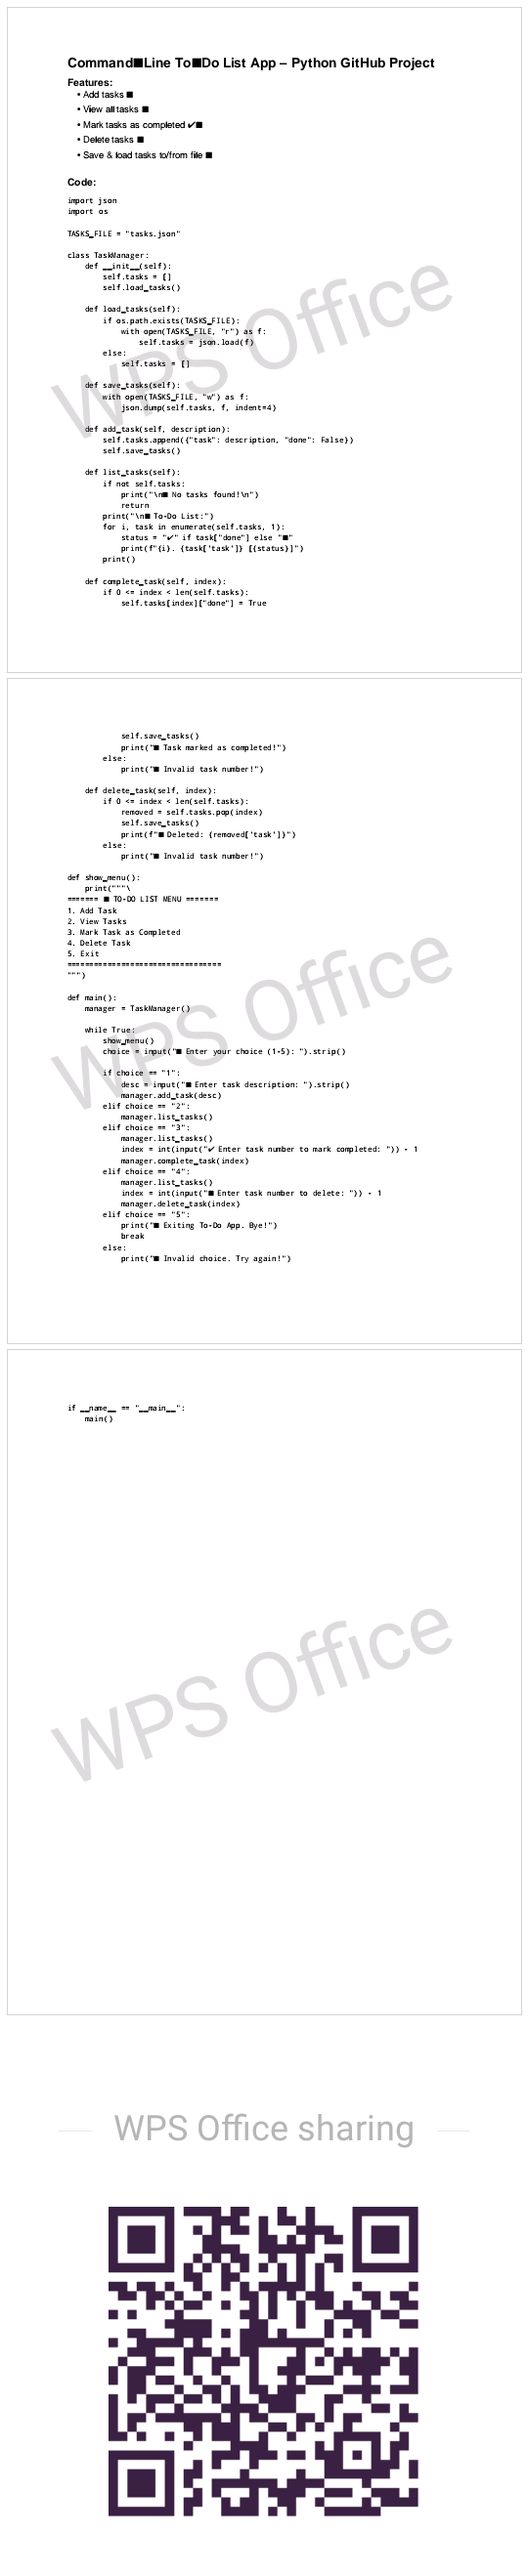 Command■Line To■Do List App – Python GitHub Project
Features:
• Add tasks ■
• View all tasks ■
• Mark tasks as completed ✔■
• Delete tasks ■
• Save & load tasks to/from file ■
Code:
import json
import os

TASKS_FILE = "tasks.json"

class TaskManager:
    def __init__(self):
        self.tasks = []
        self.load_tasks()

    def load_tasks(self):
        if os.path.exists(TASKS_FILE):
            with open(TASKS_FILE, "r") as f:
                self.tasks = json.load(f)
        else:
            self.tasks = []

    def save_tasks(self):
        with open(TASKS_FILE, "w") as f:
            json.dump(self.tasks, f, indent=4)

    def add_task(self, description):
        self.tasks.append({"task": description, "done": False})
        self.save_tasks()

    def list_tasks(self):
        if not self.tasks:
            print("\n■ No tasks found!\n")
            return
        print("\n■ To-Do List:")
        for i, task in enumerate(self.tasks, 1):
            status = "✔" if task["done"] else "■"
            print(f"{i}. {task['task']} [{status}]")
        print()

    def complete_task(self, index):
        if 0 <= index < len(self.tasks):
            self.tasks[index]["done"] = True
WPS Office
            self.save_tasks()
            print("■ Task marked as completed!")
        else:
            print("■ Invalid task number!")

    def delete_task(self, index):
        if 0 <= index < len(self.tasks):
            removed = self.tasks.pop(index)
            self.save_tasks()
            print(f"■ Deleted: {removed['task']}")
        else:
            print("■ Invalid task number!")

def show_menu():
    print("""\
======= ■ TO-DO LIST MENU =======
1. Add Task
2. View Tasks
3. Mark Task as Completed
4. Delete Task
5. Exit
=================================
""")

def main():
    manager = TaskManager()

    while True:
        show_menu()
        choice = input("■ Enter your choice (1-5): ").strip()

        if choice == "1":
            desc = input("■ Enter task description: ").strip()
            manager.add_task(desc)
        elif choice == "2":
            manager.list_tasks()
        elif choice == "3":
            manager.list_tasks()
            index = int(input("✔ Enter task number to mark completed: ")) - 1
            manager.complete_task(index)
        elif choice == "4":
            manager.list_tasks()
            index = int(input("■ Enter task number to delete: ")) - 1
            manager.delete_task(index)
        elif choice == "5":
            print("■ Exiting To-Do App. Bye!")
            break
        else:
            print("■ Invalid choice. Try again!")
WPS Office
if __name__ == "__main__":
    main()
WPS Office
WPS Office sharing